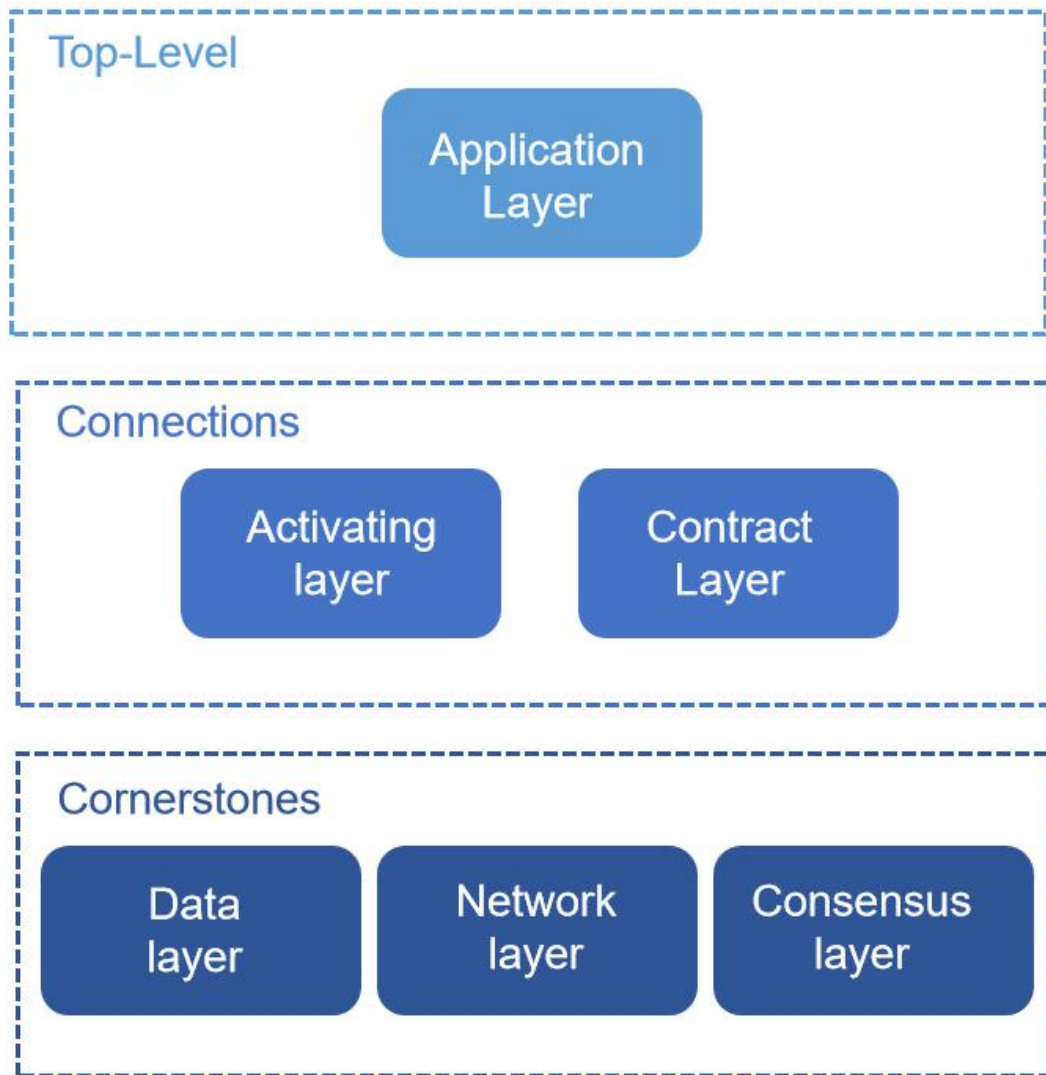 Top-Level
Application
Layer
Connections
Activating
layer
Contract
Layer
Cornerstones
Data
layer
Network
layer
Consensus
layer